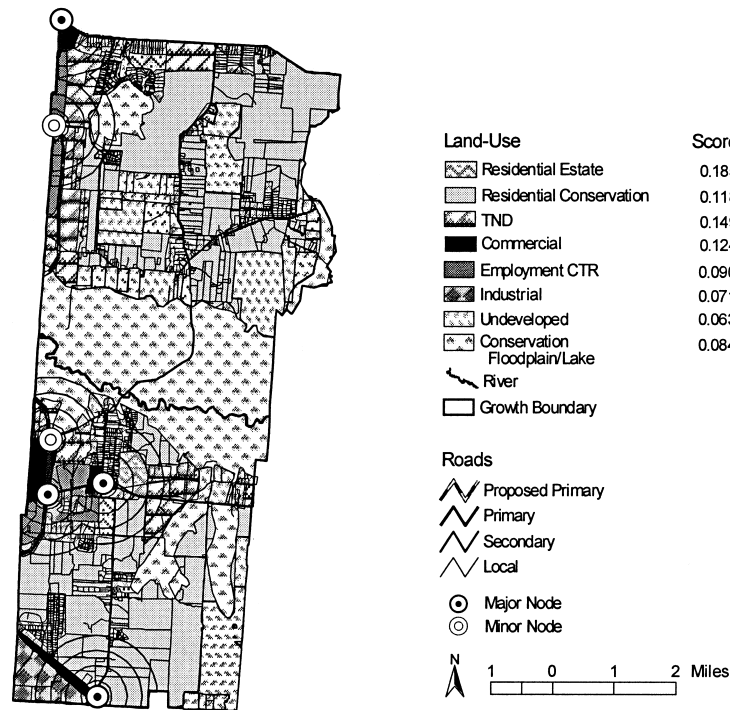 Land-Use Score
Residential Estate
Residential Conservation
TND
Commercial
Employment CTR
Industrial
Undeveloped
Conservation
Floodplain/Lake
River
Growth Boundary
Roads
Proposed Primary
Primary
Secondary
Local
Major Node
Minor Node
N
1 0 1 2 Miles